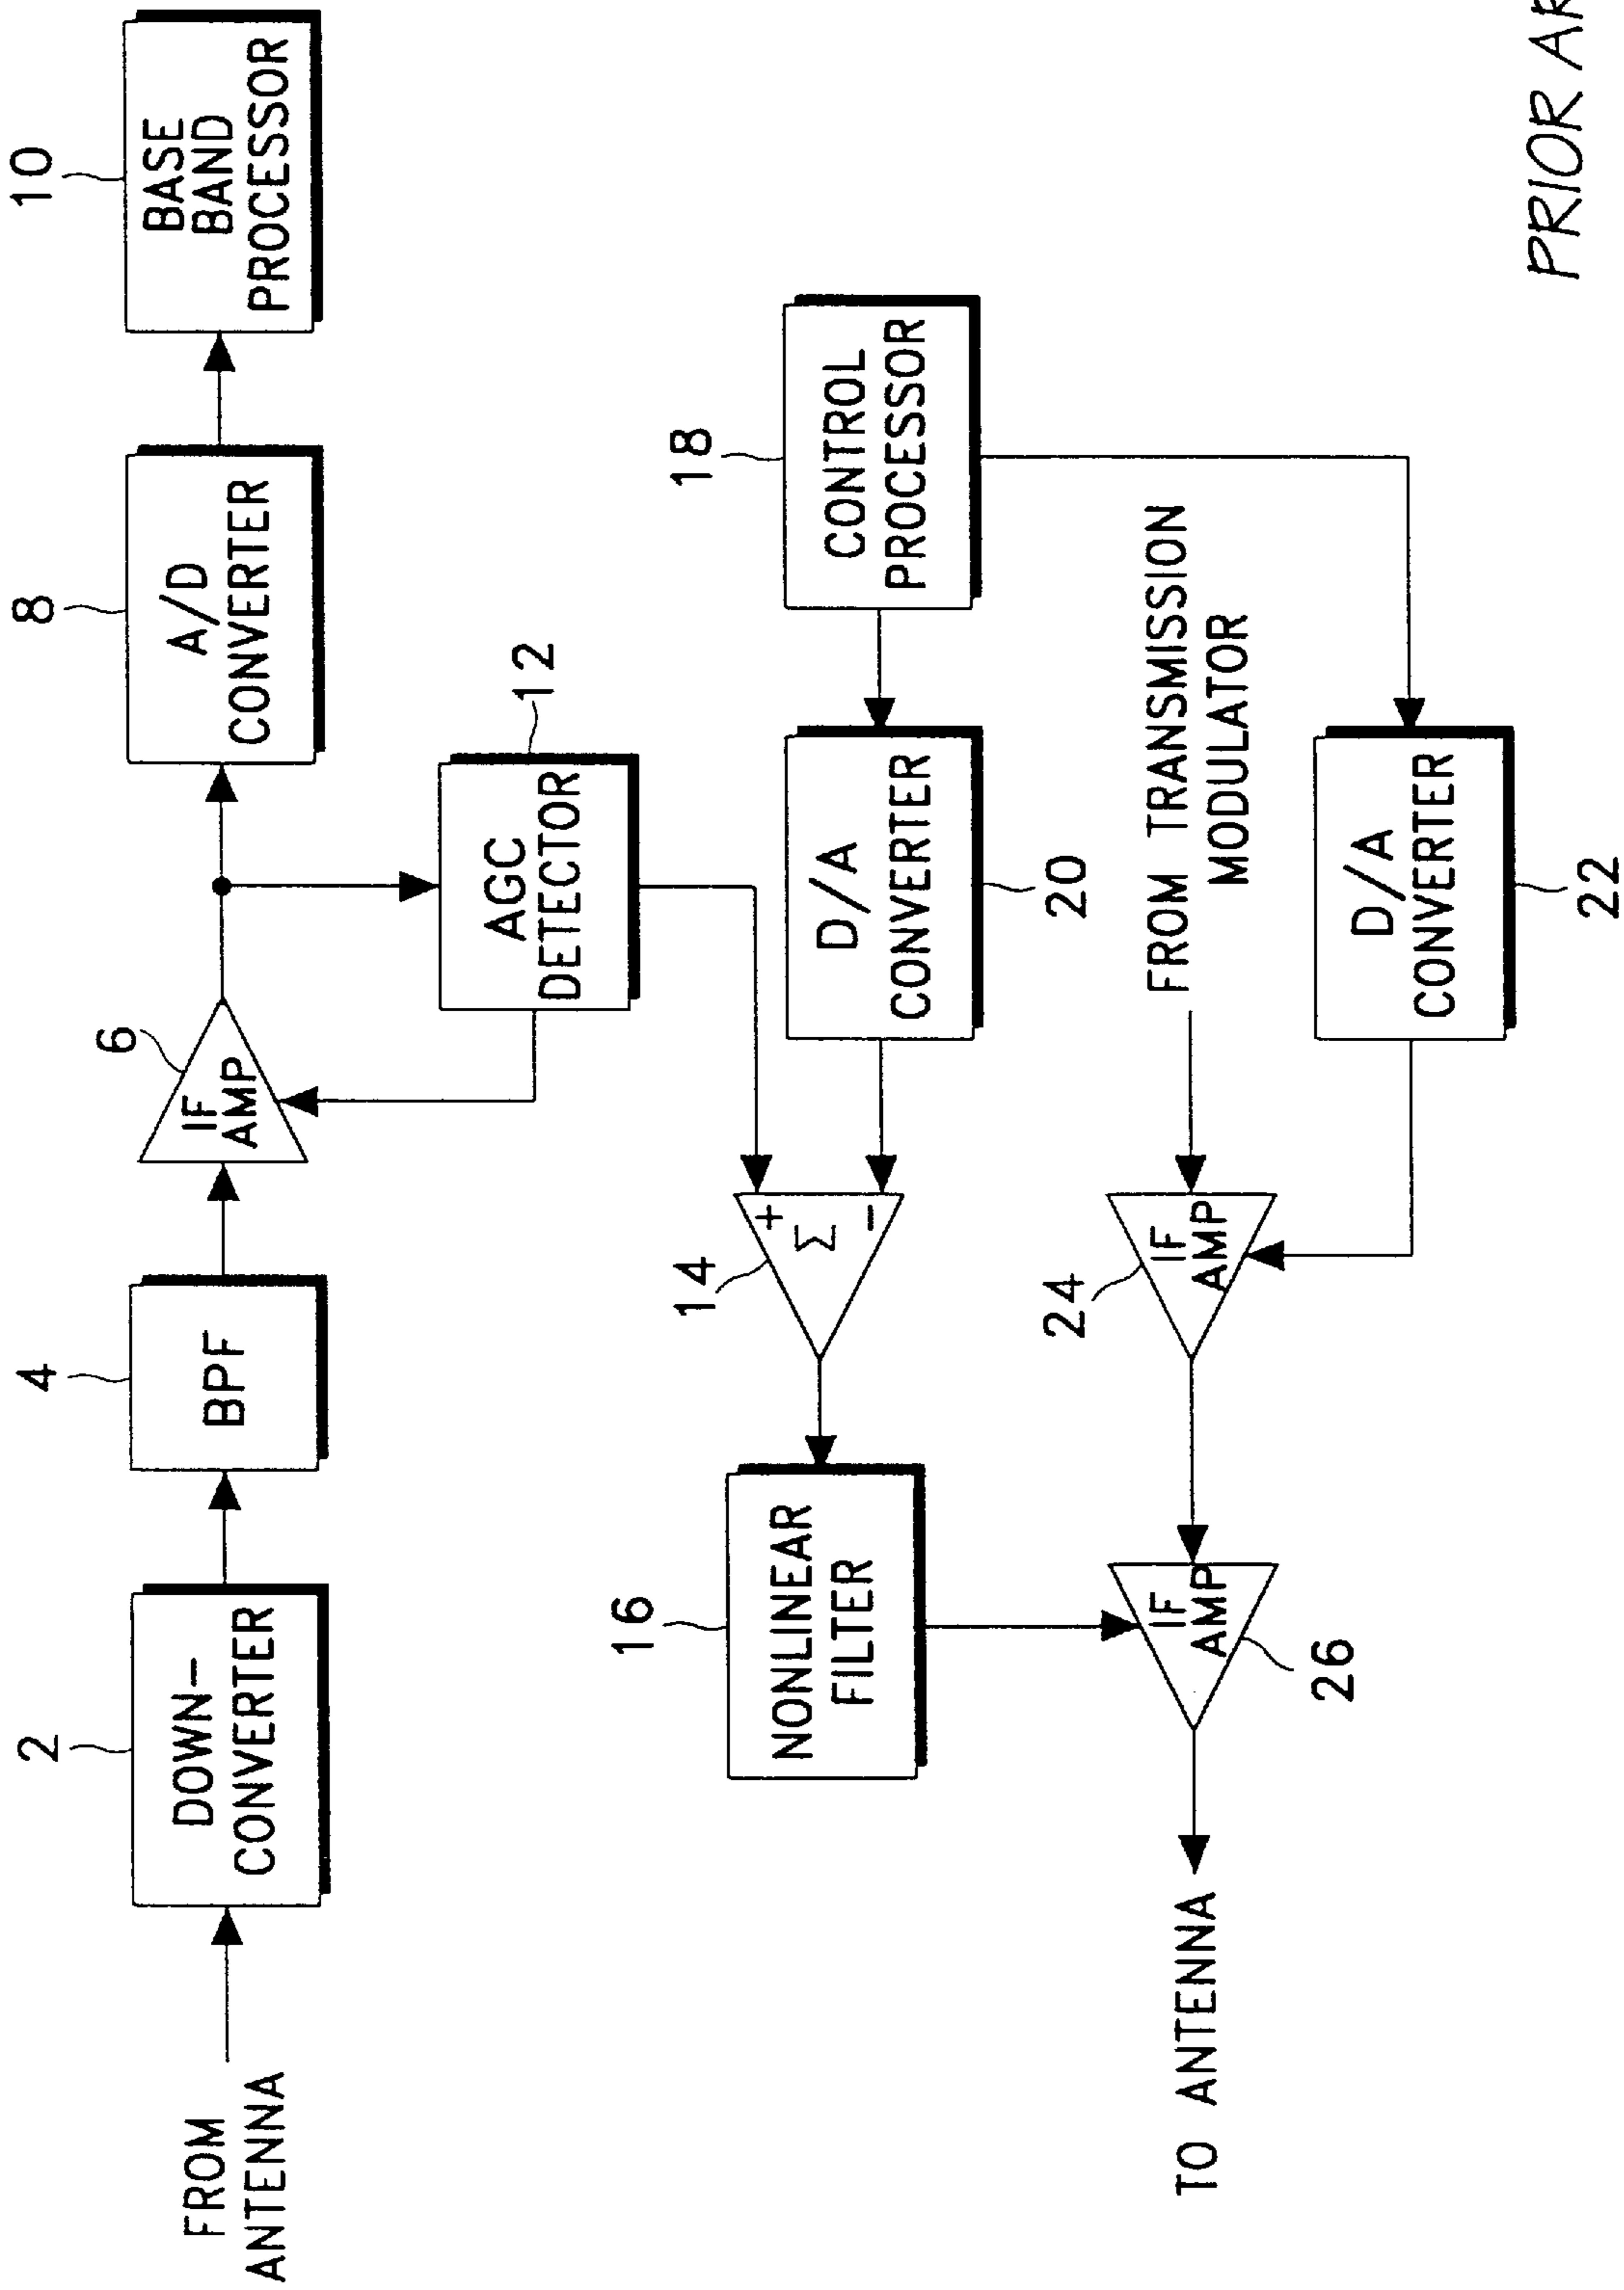 FROM
ANTENNA
2
DOWN-
CONVERTER
4
BPF
6
IF
AMP
8
A/D
CONVERTER
10
BASE
BAND
PROCESSOR
AGC
DETECTOR
12
16
NONLINEAR
FILTER
14
+
Σ
−
D/A
CONVERTER
20
18
CONTROL
PROCESSOR
TO ANTENNA
IF
AMP
26
24
IF
AMP
FROM TRANSMISSION
MODULATOR
D/A
CONVERTER
22
PRIOR